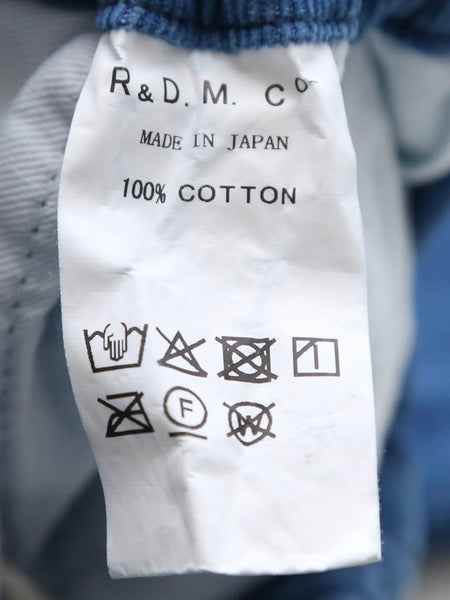 R & D. M. Co
MADE IN JAPAN
100% COTTON
F
W